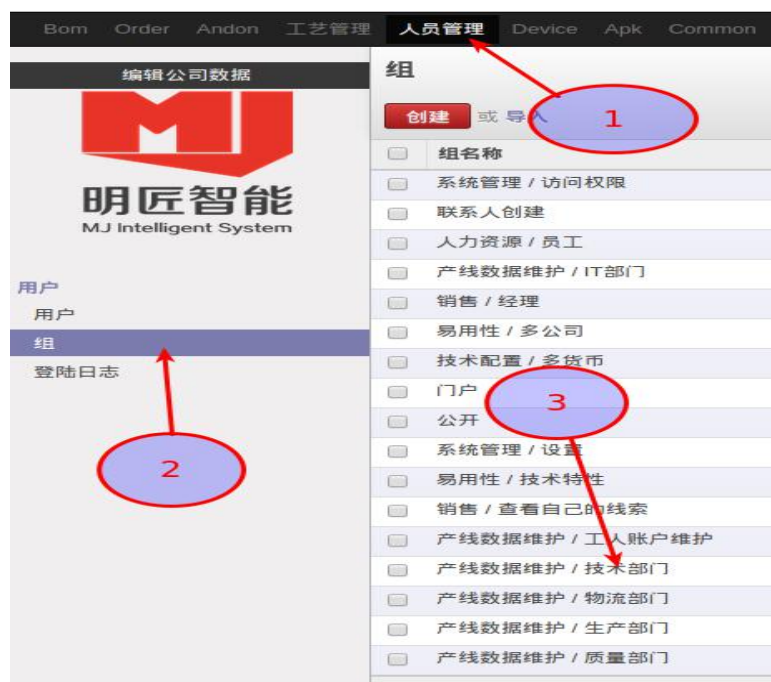 Bom Order Andon 工艺管理 人员管理 Device Apk Common
编辑公司数据
MJ
明匠智能
MJ Intelligent System
用户
用户
组
登陆日志
组
创建 或 导入
组名称
系统管理 / 访问权限
联系人创建
人力资源 / 员工
产线数据维护 / IT部门
销售 / 经理
易用性 / 多公司
技术配置 / 多货币
门户
公开
系统管理 / 设置
易用性 / 技术特性
销售 / 查看自己的线索
产线数据维护 / 工人账户维护
产线数据维护 / 技术部门
产线数据维护 / 物流部门
产线数据维护 / 生产部门
产线数据维护 / 质量部门
1
2
3